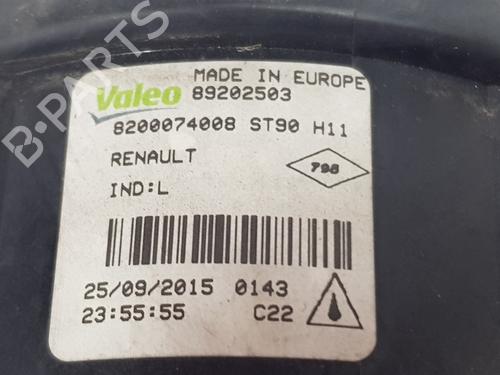 MADE IN EUROPE
Valeo 89202503
8200074008 ST90 H11
RENAULT 798
IND:L
25/09/2015 0143
23:55:55 C22
B-PARTS